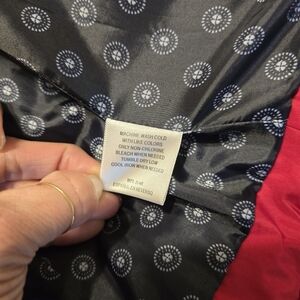 MACHINE WASH COLD
WITH LIKE COLORS
ONLY NON-CHLORINE
BLEACH WHEN NEEDED
TUMBLE DRY LOW
COOL IRON WHEN NEEDED